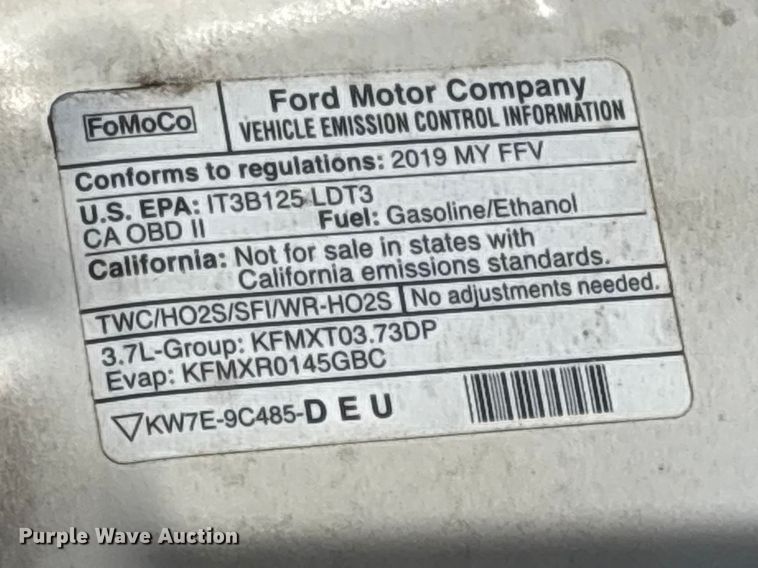 FoMoCo
Ford Motor Company
VEHICLE EMISSION CONTROL INFORMATION
Conforms to regulations: 2019 MY FFV
U.S. EPA: IT3B125 LDT3
CA OBD II Fuel: Gasoline/Ethanol
California: Not for sale in states with
California emissions standards.
TWC/HO2S/SFI/WR-HO2S No adjustments needed.
3.7L-Group: KFMXT03.73DP
Evap: KFMXR0145GBC
KW7E-9C485-DEU
Purple Wave Auction